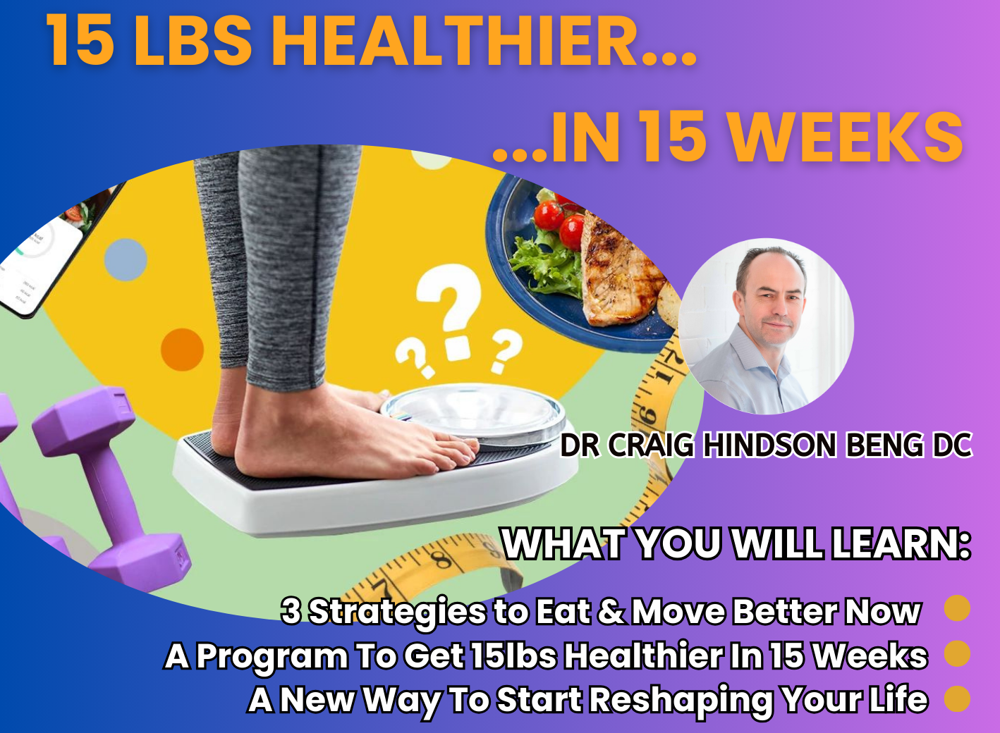 15 LBS HEALTHIER...
...IN 15 WEEKS
kcal
???
DR CRAIG HINDSON BENG DC
WHAT YOU WILL LEARN:
3 Strategies to Eat & Move Better Now
A Program To Get 15lbs Healthier In 15 Weeks
A New Way To Start Reshaping Your Life